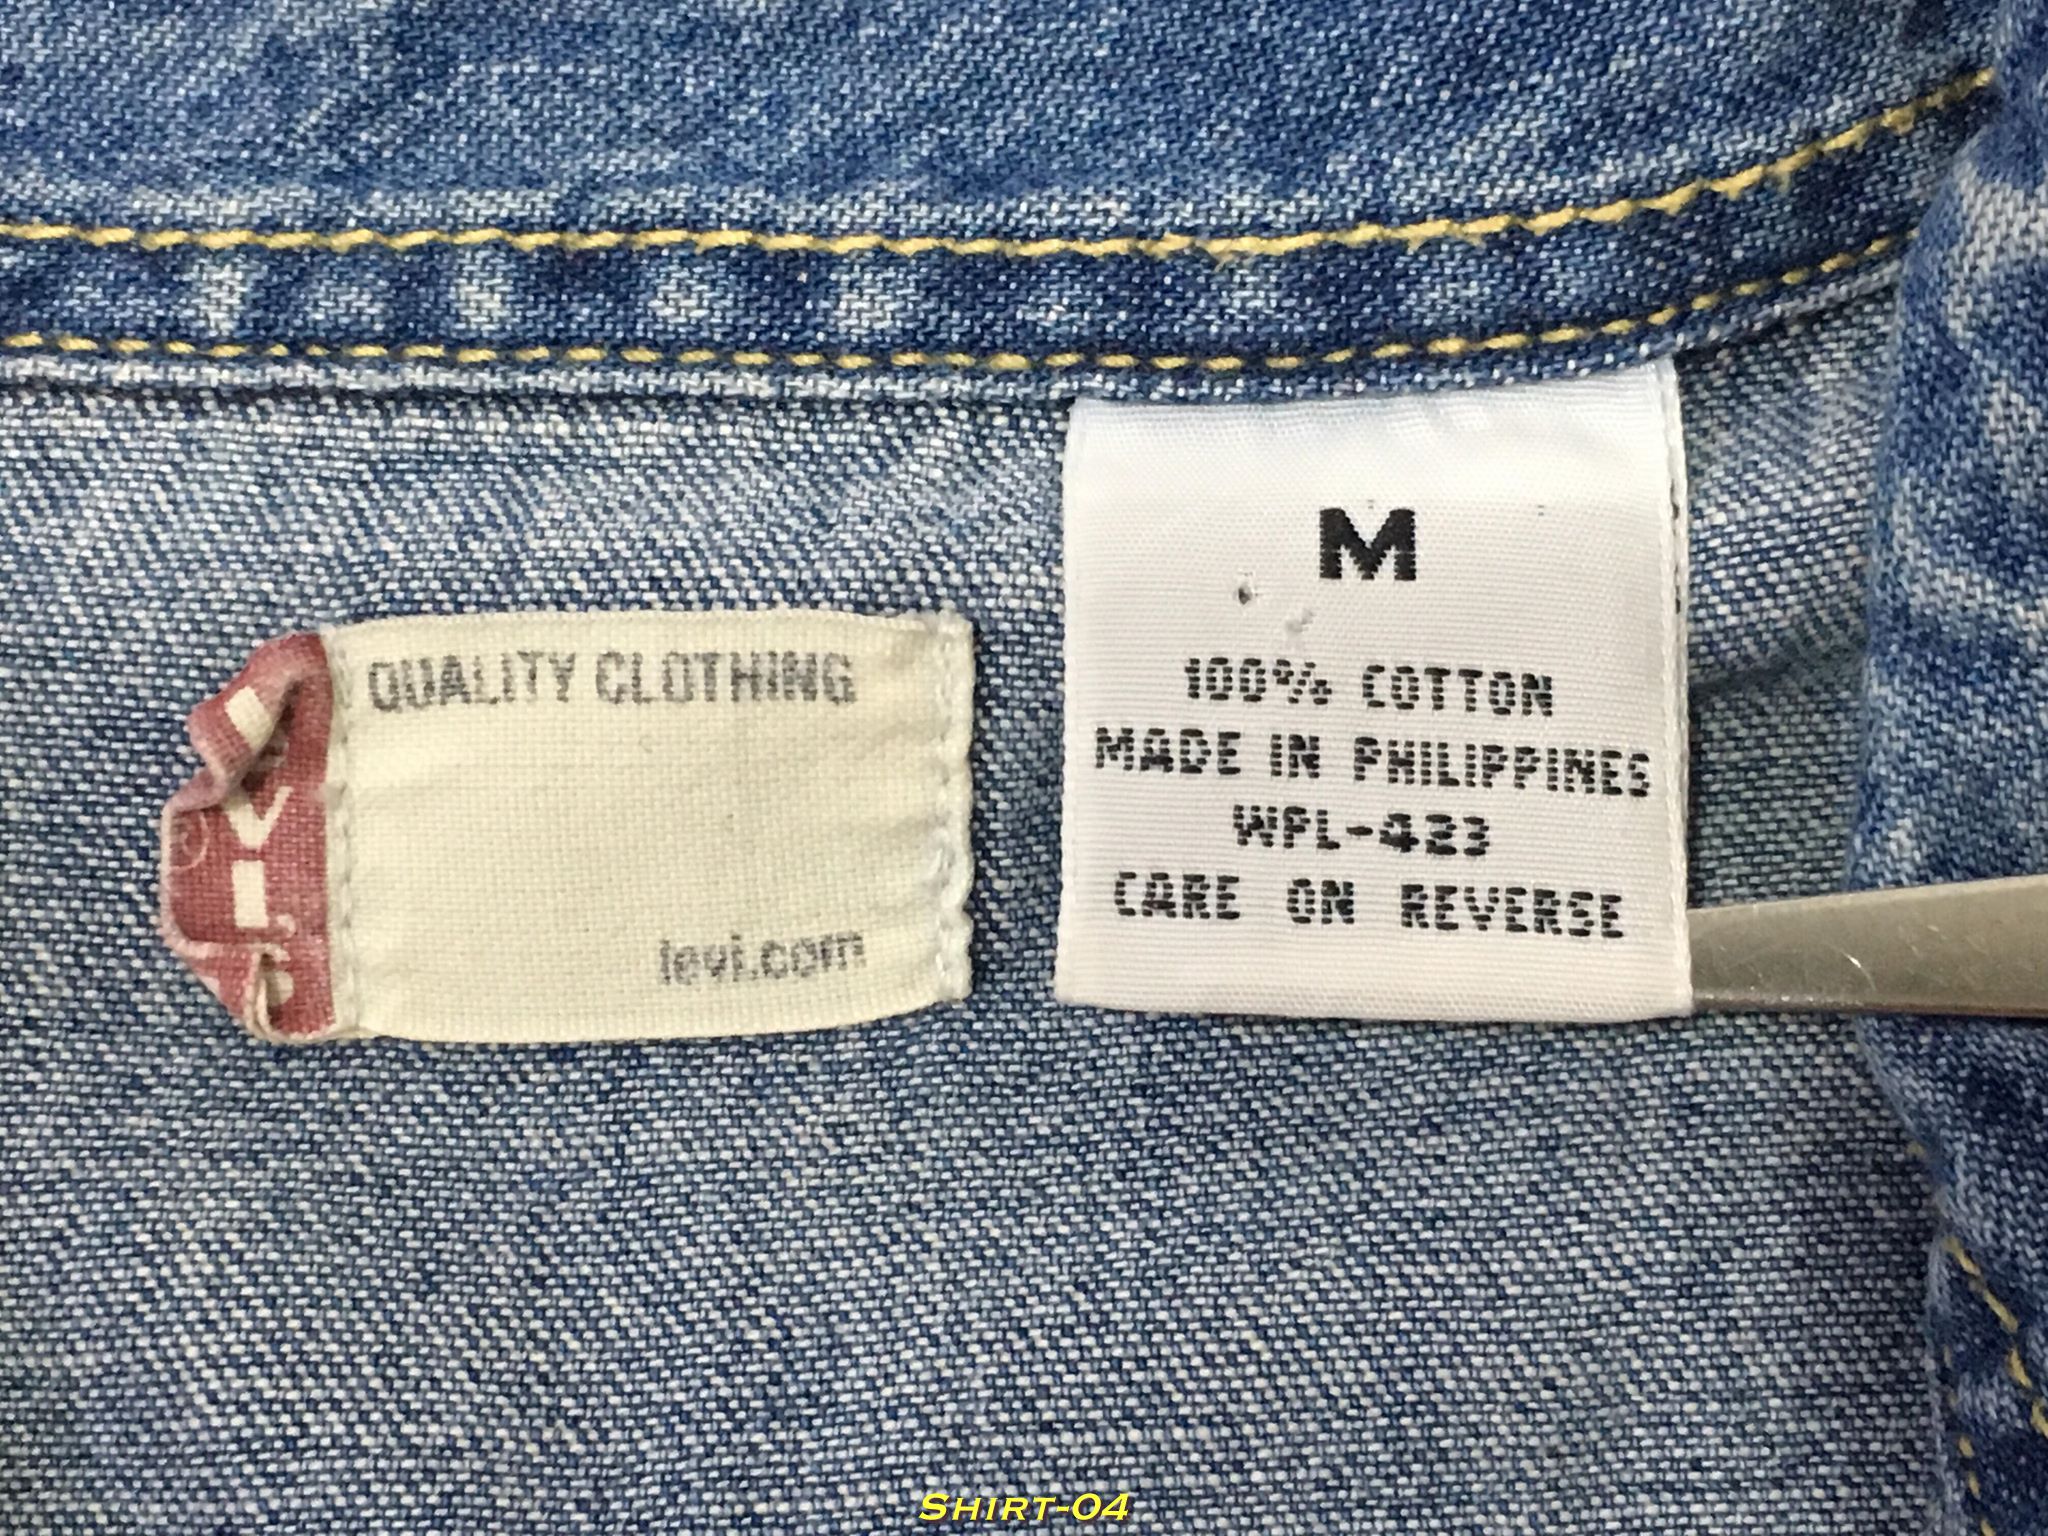 QUALITY CLOTHING
levi.com
M
100% COTTON
MADE IN PHILIPPINES
WPL-423
CARE ON REVERSE
SHIRT-04